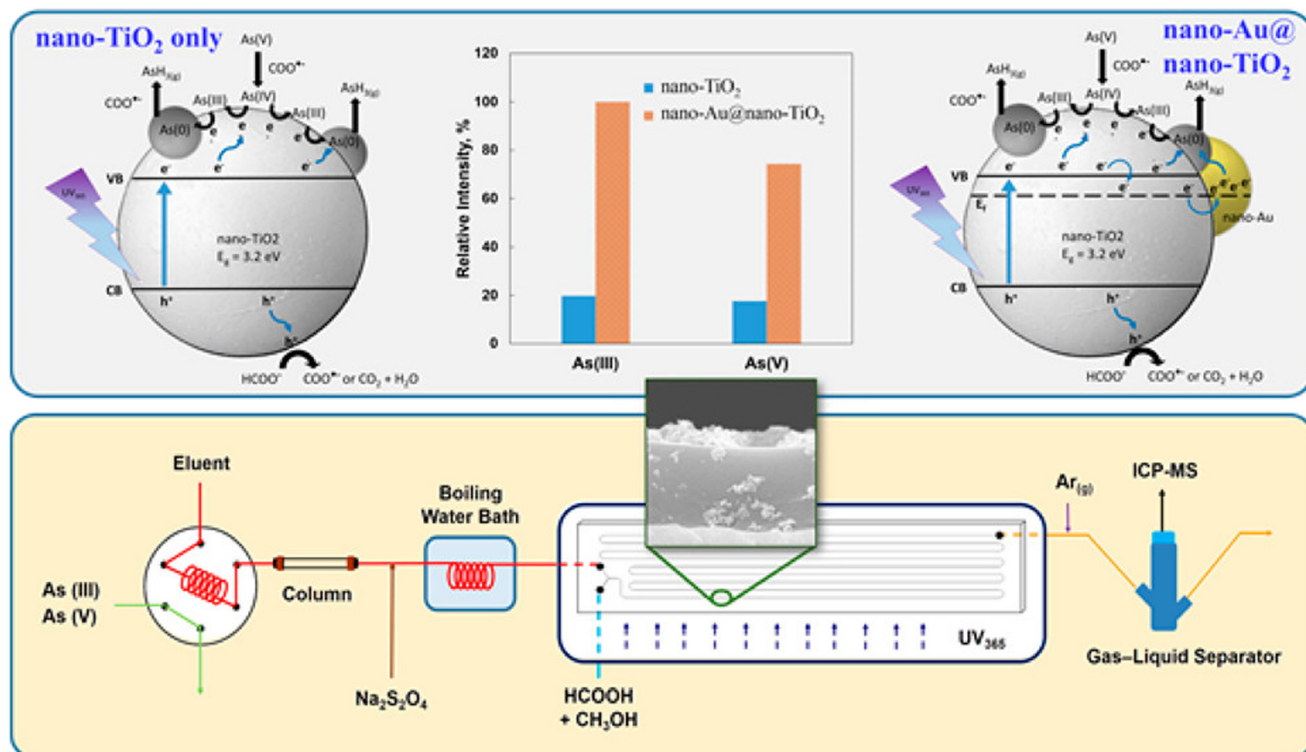 nano-TiO₂ only
As(V)
COO•-
AsH3(g)
AsH3(g)
COO•-
As(III)
As(IV)
As(III)
As(0)
As(0)
e
e
e
e-
e-
e-
e-
VB
UV365
nano-TiO2
Eg = 3.2 eV
CB
h+
h+
h+
HCOO-
COO•- or CO₂ + H₂O
Relative Intensity, %
120
100
80
60
40
20
0
nano-TiO₂
nano-Au@nano-TiO₂
As(III)
As(V)
nano-Au@
nano-TiO₂
As(V)
COO•-
AsH3(g)
AsH3(g)
COO•-
As(III)
As(IV)
As(III)
As(0)
As(0)
e
e
e
e-
e-
e-
e-
e-
VB
Ef
e-
e-
e-
e-
e-
nano-Au
UV365
nano-TiO2
Eg = 3.2 eV
CB
h+
h+
h+
HCOO-
COO•- or CO₂ + H₂O
Eluent
As (III)
As (V)
Column
Na₂S₂O₄
Boiling
Water Bath
HCOOH
+ CH₃OH
UV₃₆₅
Ar(g)
ICP-MS
Gas–Liquid Separator